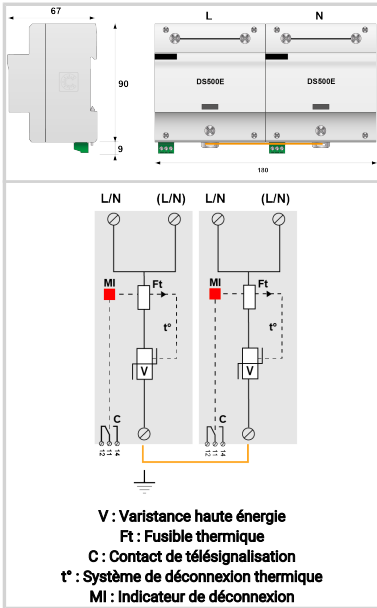 67
L N
90
DS500E DS500E
9
180
L/N (L/N) L/N (L/N)
MI Ft MI Ft
t° t°
V V
C C
12 11 14 12 11 14
V : Varistance haute énergie
Ft : Fusible thermique
C : Contact de télésignalisation
t° : Système de déconnexion thermique
MI : Indicateur de déconnexion